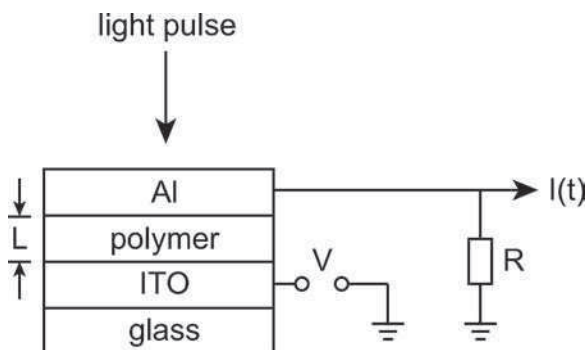 light pulse
Al
I(t)
L
polymer
V
R
ITO
glass